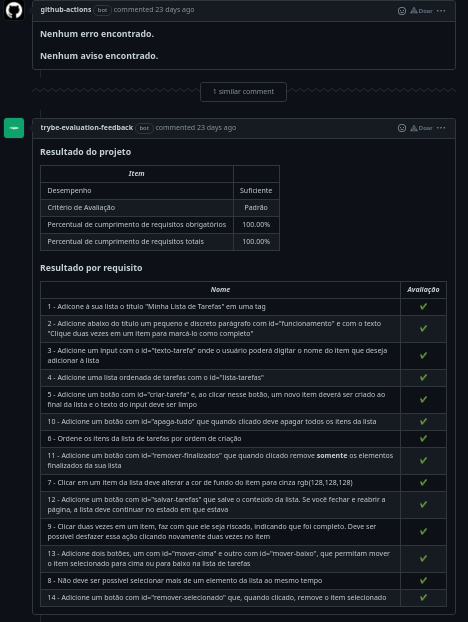 github-actions bot commented 23 days ago
Nenhum erro encontrado.
Nenhum aviso encontrado.
1 similar comment
trybe-evaluation-feedback bot commented 23 days ago
Resultado do projeto
Item
Desempenho Suficiente
Critério de Avaliação Padrão
Percentual de cumprimento de requisitos obrigatórios 100.00%
Percentual de cumprimento de requisitos totais 100.00%
Resultado por requisito
Nome Avaliação
1 - Adicone à sua lista o título "Minha Lista de Tarefas" em uma tag ✔
2 - Adicione abaixo do título um pequeno e discreto parágrafo com id="funcionamento" e com o texto
"Clique duas vezes em um item para marcá-lo como completo" ✔
3 - Adicione um input com o id="texto-tarefa" onde o usuário poderá digitar o nome do item que deseja
adicionar à lista ✔
4 - Adicione uma lista ordenada de tarefas com o id="lista-tarefas" ✔
5 - Adicione um botão com id="criar-tarefa" e, ao clicar nesse botão, um novo item deverá ser criado ao
final da lista e o texto do input deve ser limpo ✔
10 - Adicione um botão com id="apaga-tudo" que quando clicado deve apagar todos os itens da lista ✔
6 - Ordene os itens da lista de tarefas por ordem de criação ✔
11 - Adicione um botão com id="remover-finalizados" que quando clicado remove somente os elementos
finalizados da sua lista ✔
7 - Clicar em um item da lista deve alterar a cor de fundo do item para cinza rgb(128,128,128) ✔
12 - Adicione um botão com id="salvar-tarefas" que salve o conteúdo da lista. Se você fechar e reabrir a
página, a lista deve continuar no estado em que estava ✔
9 - Clicar duas vezes em um item, faz com que ele seja riscado, indicando que foi completo. Deve ser
possível desfazer essa ação clicando novamente duas vezes no item ✔
13 - Adicione dois botões, um com id="mover-cima" e outro com id="mover-baixo", que permitam mover
o item selecionado para cima ou para baixo na lista de tarefas ✔
8 - Não deve ser possível selecionar mais de um elemento da lista ao mesmo tempo ✔
14 - Adicione um botão com id="remover-selecionado" que, quando clicado, remove o item selecionado ✔